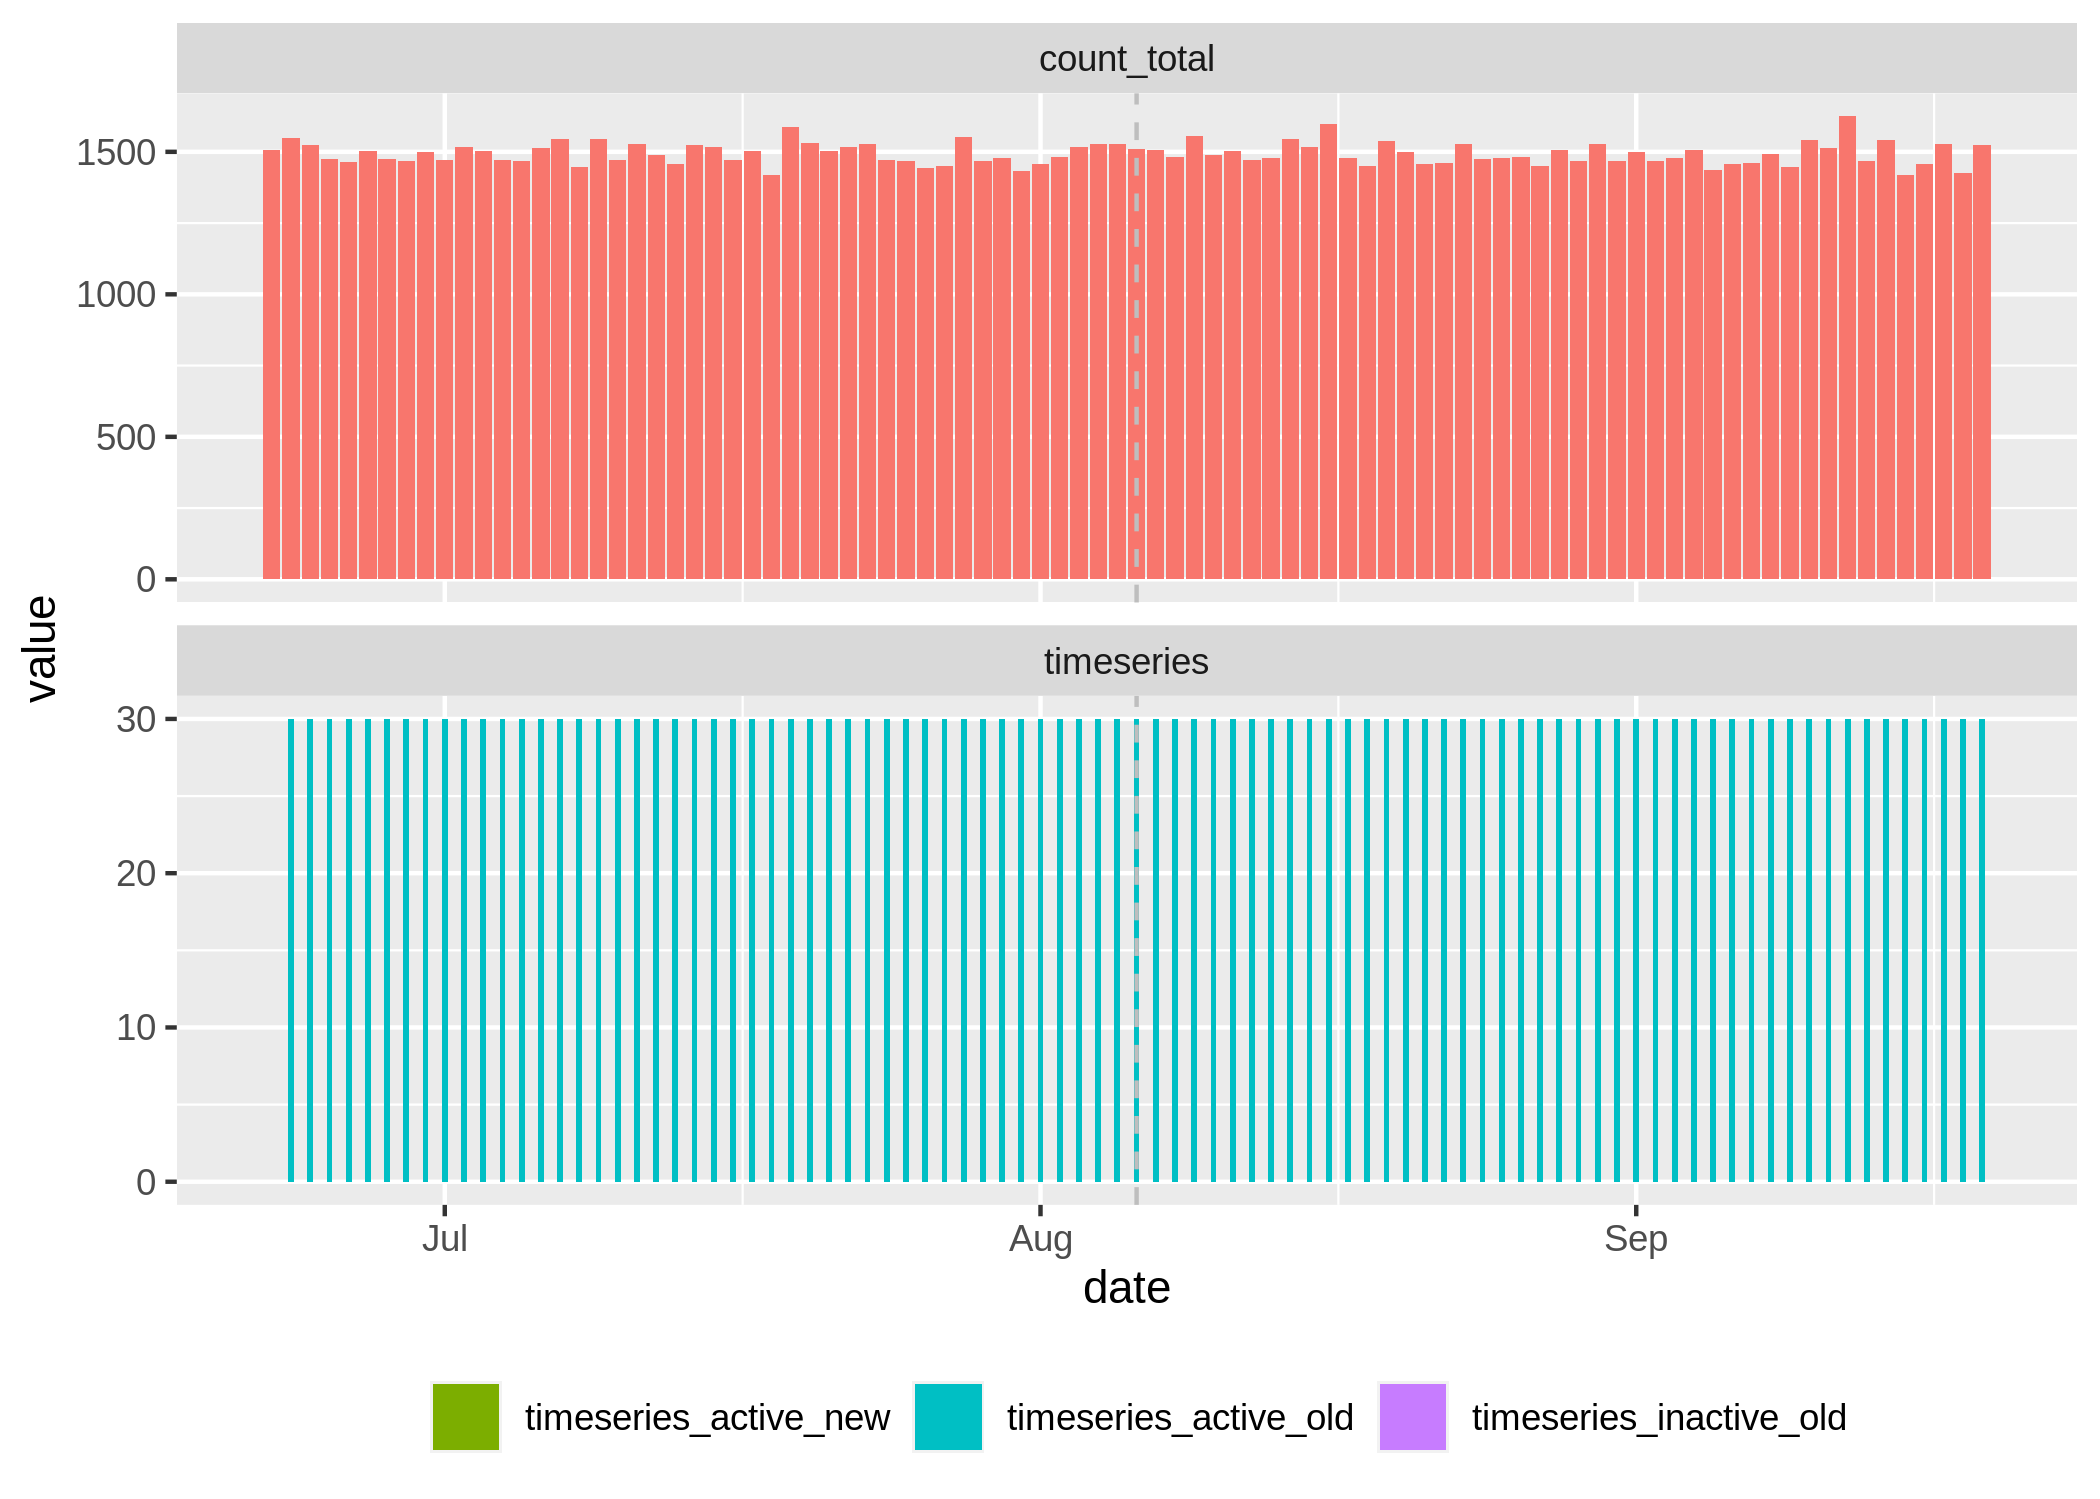 count_total
1500
1000
500
0
value
timeseries
30
20
10
0
Jul Aug Sep
date
timeseries_active_new timeseries_active_old timeseries_inactive_old